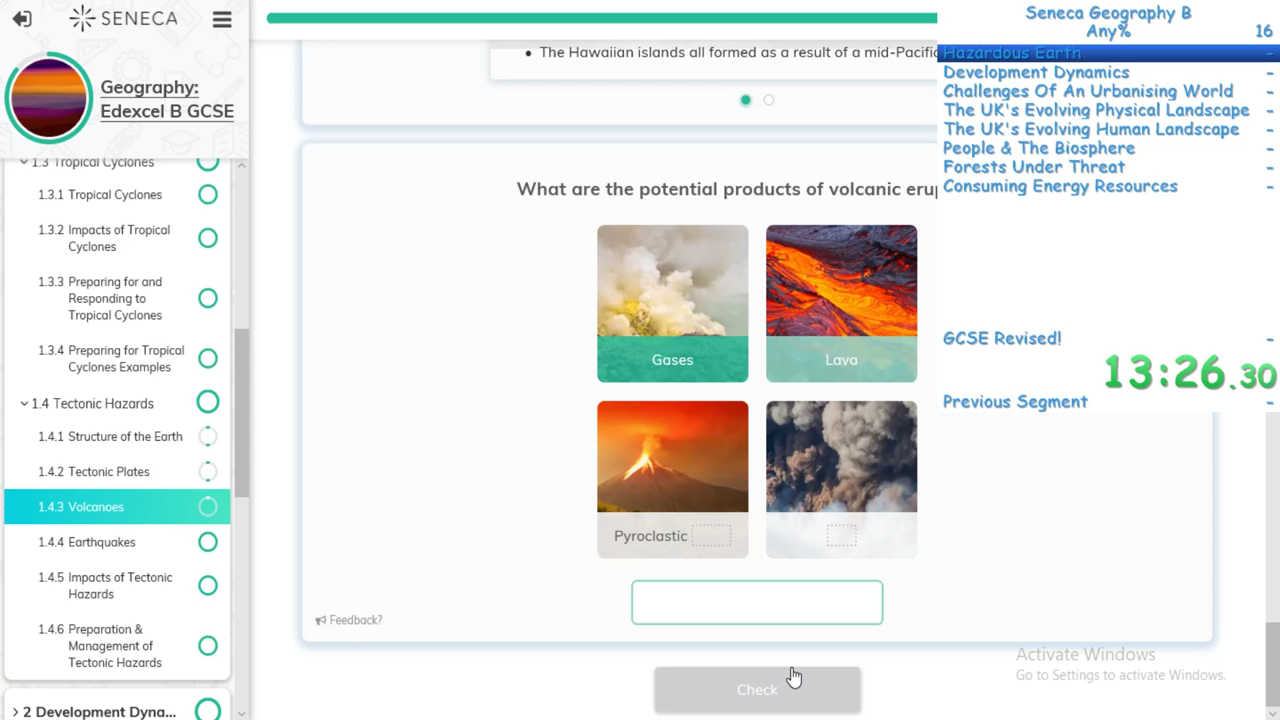 SENECA
Geography:
Edexcel B GCSE
1.3 Tropical Cyclones
1.3.1 Tropical Cyclones
1.3.2 Impacts of Tropical
Cyclones
1.3.3 Preparing for and
Responding to
Tropical Cyclones
1.3.4 Preparing for Tropical
Cyclones Examples
1.4 Tectonic Hazards
1.4.1 Structure of the Earth
1.4.2 Tectonic Plates
1.4.3 Volcanoes
1.4.4 Earthquakes
1.4.5 Impacts of Tectonic
Hazards
1.4.6 Preparation &
Management of
Tectonic Hazards
2 Development Dyna...
• The Hawaiian islands all formed as a result of a mid-Pacific
What are the potential products of volcanic erup
Gases
Lava
Pyroclastic
Feedback?
Check
Seneca Geography B
Any%
16
Hazardous Earth -
Development Dynamics -
Challenges Of An Urbanising World -
The UK's Evolving Physical Landscape -
The UK's Evolving Human Landscape -
People & The Biosphere -
Forests Under Threat -
Consuming Energy Resources -
GCSE Revised! -
13:26.30
Previous Segment -
Activate Windows
Go to Settings to activate Windows.